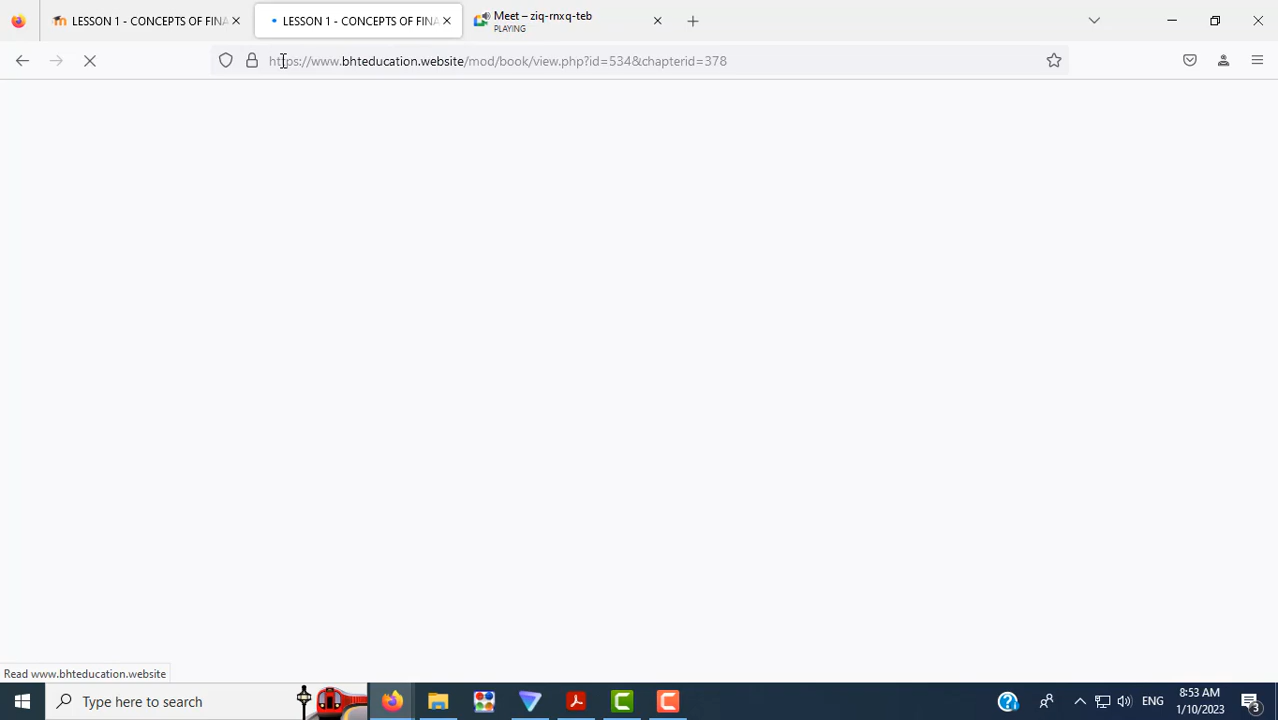 LESSON 1 - CONCEPTS OF FINA
LESSON 1 - CONCEPTS OF FINA
Meet – ziq-rnxq-teb
PLAYING
https://www.bhteducation.website/mod/book/view.php?id=534&chapterid=378
Read www.bhteducation.website
Type here to search
ENG
8:53 AM
1/10/2023
3